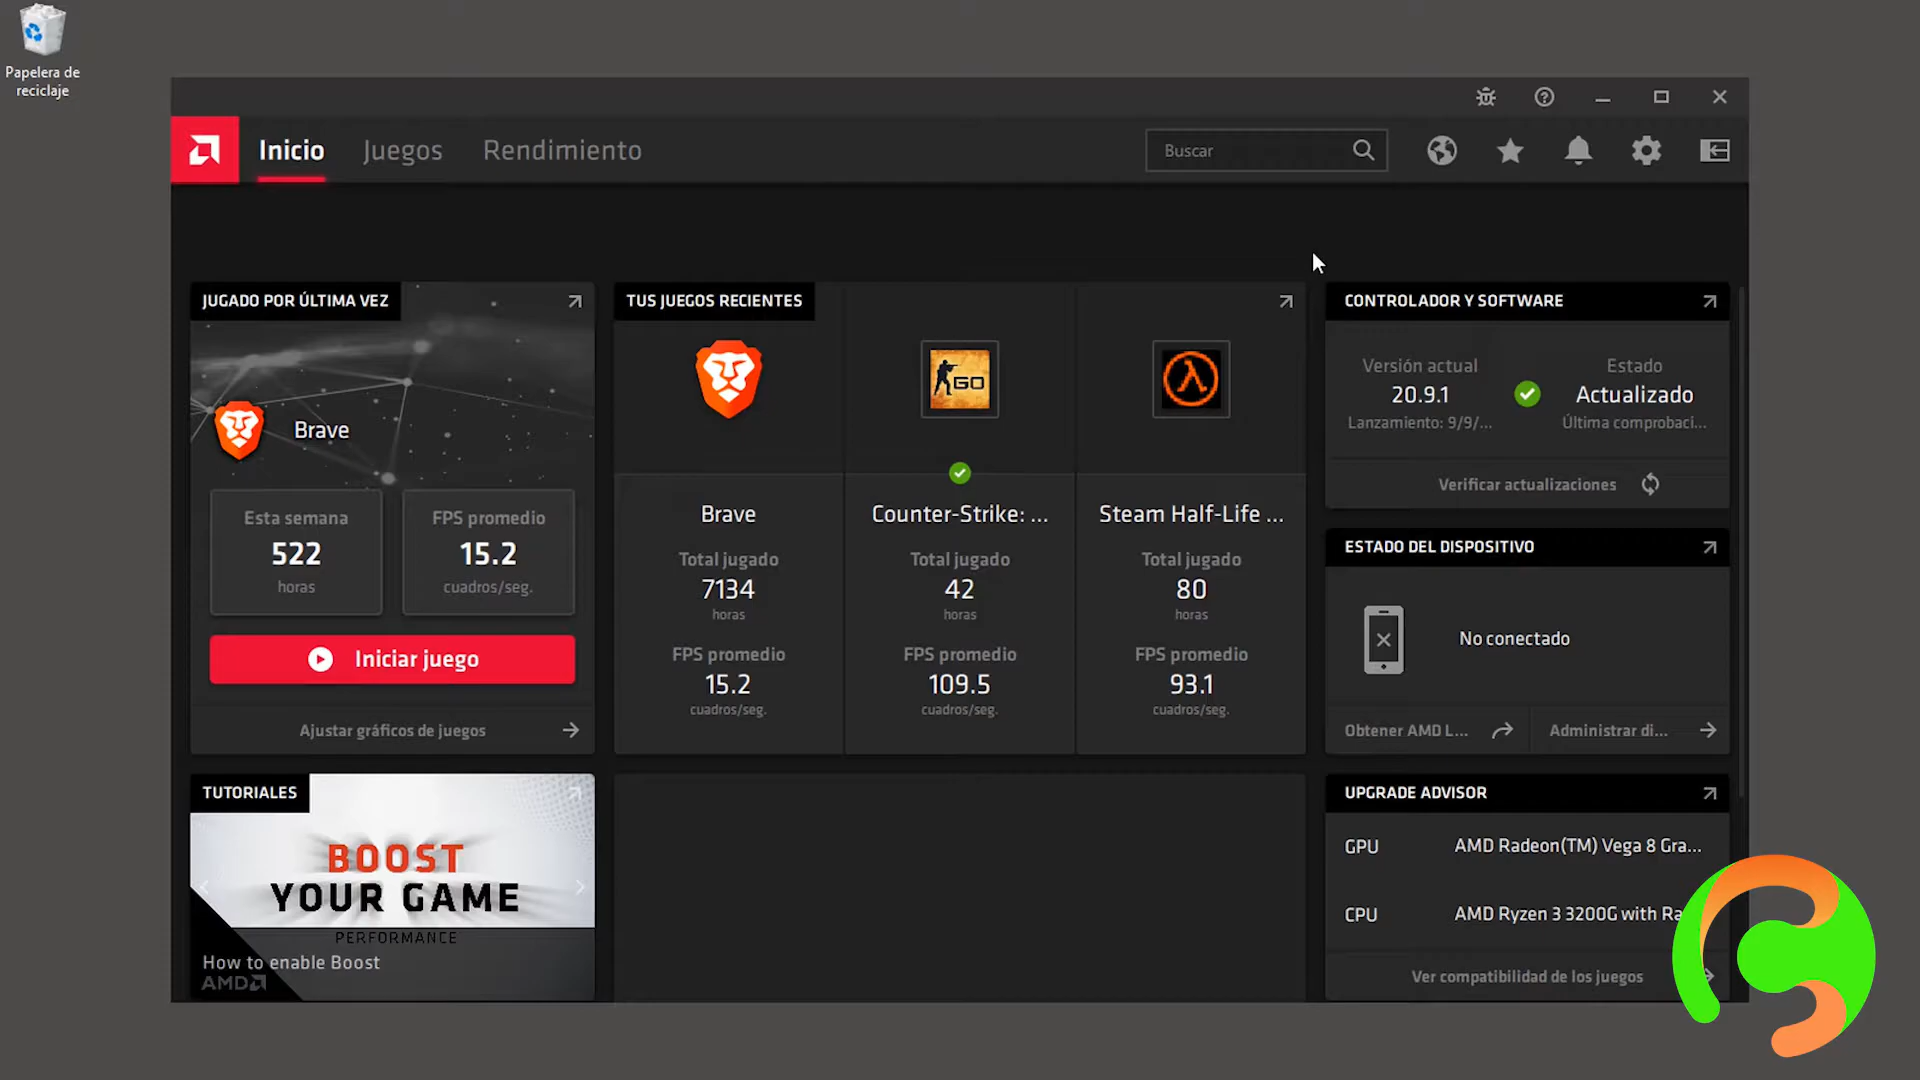 Papelera de
reciclaje
Inicio
Juegos
Rendimiento
Buscar
JUGADO POR ÚLTIMA VEZ
Brave
Esta semana
522
horas
FPS promedio
15.2
cuadros/seg.
Iniciar juego
Ajustar gráficos de juegos
TUS JUEGOS RECIENTES
GO
Brave
Total jugado
7134
horas
FPS promedio
15.2
cuadros/seg.
Counter-Strike: ...
Total jugado
42
horas
FPS promedio
109.5
cuadros/seg.
Steam Half-Life ...
Total jugado
80
horas
FPS promedio
93.1
cuadros/seg.
CONTROLADOR Y SOFTWARE
Versión actual
20.9.1
Lanzamiento: 9/9/...
Estado
Actualizado
Última comprobaci...
Verificar actualizaciones
ESTADO DEL DISPOSITIVO
No conectado
Obtener AMD L...
Administrar di...
TUTORIALES
BOOST
YOUR GAME
PERFORMANCE
How to enable Boost
AMD
UPGRADE ADVISOR
GPU
AMD Radeon(TM) Vega 8 Gra...
CPU
AMD Ryzen 3 3200G with Ra
Ver compatibilidad de los juegos